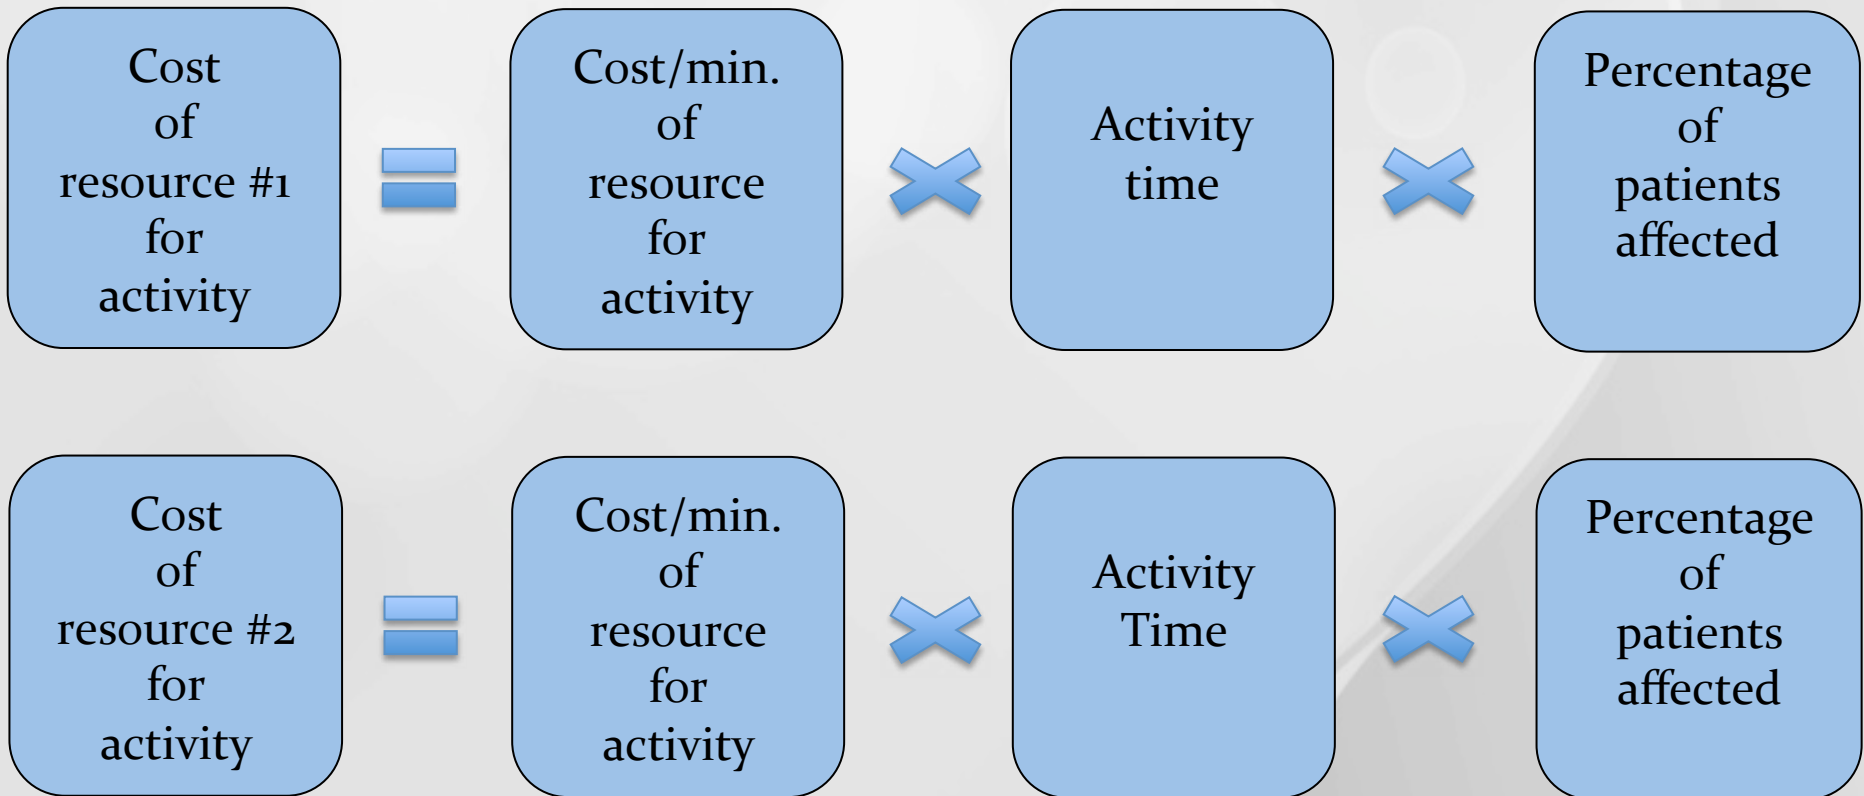 Cost
of
resource #1
for
activity
Cost/min.
of
resource
for
activity
Activity
time
Percentage
of
patients
affected
Cost
of
resource #2
for
activity
Cost/min.
of
resource
for
activity
Activity
Time
Percentage
of
patients
affected